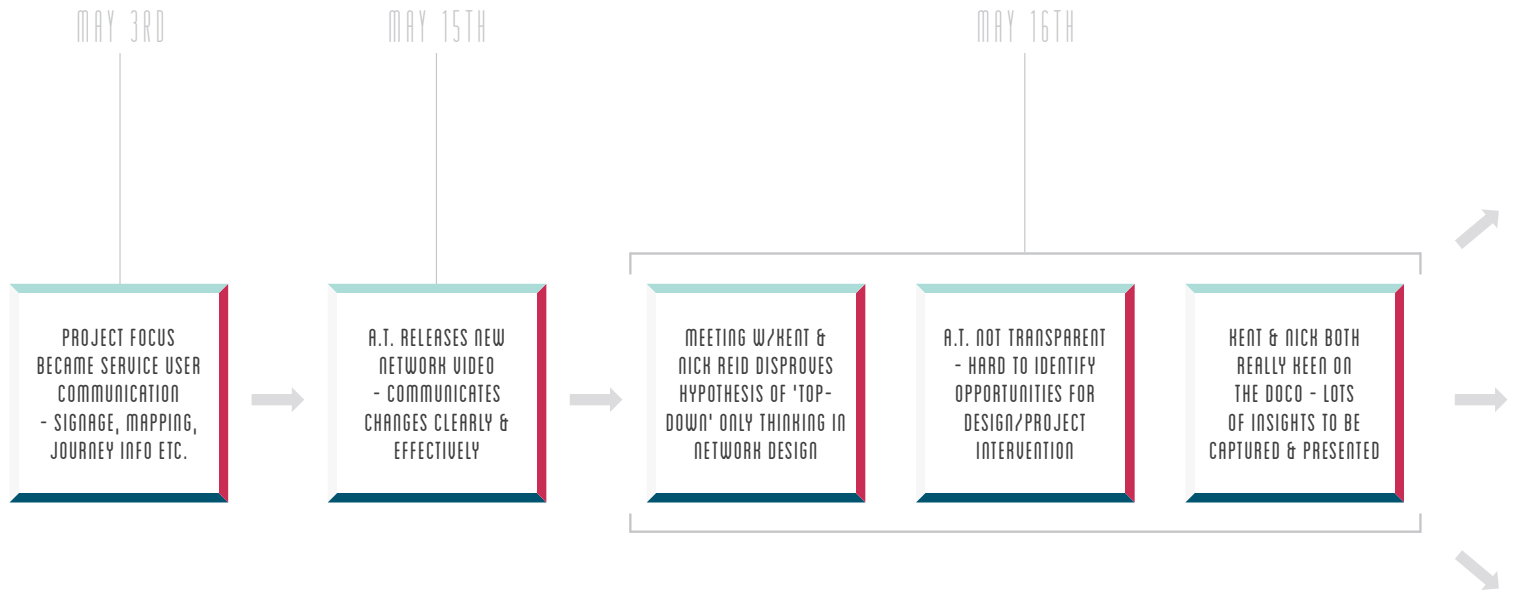 MAY 3RD
MAY 15TH
MAY 16TH
PROJECT FOCUS
BECAME SERVICE USER
COMMUNICATION
- SIGNAGE, MAPPING,
JOURNEY INFO ETC.
A.T. RELEASES NEW
NETWORK VIDEO
- COMMUNICATES
CHANGES CLEARLY &
EFFECTIVELY
MEETING W/KENT &
NICK REID DISPROVES
HYPOTHESIS OF 'TOP-
DOWN' ONLY THINKING IN
NETWORK DESIGN
A.T. NOT TRANSPARENT
- HARD TO IDENTIFY
OPPORTUNITIES FOR
DESIGN/PROJECT
INTERVENTION
KENT & NICK BOTH
REALLY KEEN ON
THE DOCO - LOTS
OF INSIGHTS TO BE
CAPTURED & PRESENTED